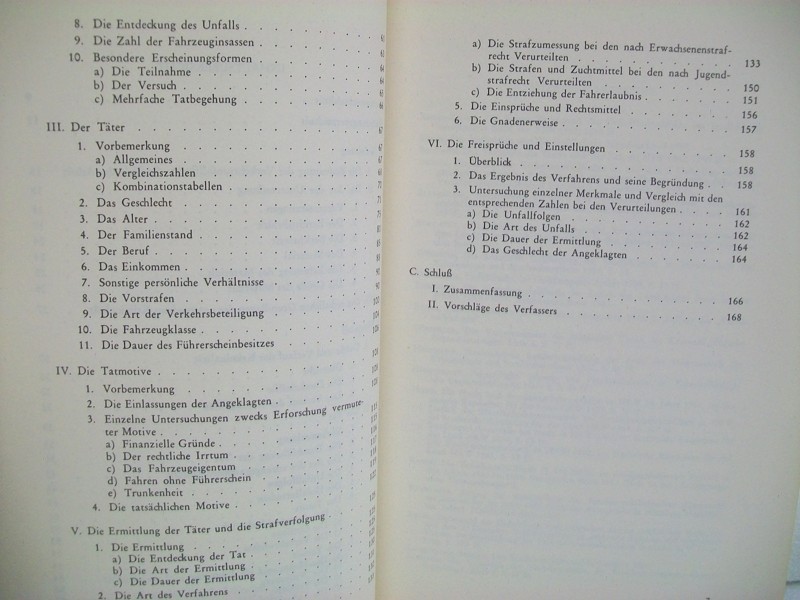 8. Die Entdeckung des Unfalls
9. Die Zahl der Fahrzeuginsassen
10. Besondere Erscheinungsformen
a) Die Teilnahme
b) Der Versuch
c) Mehrfache Tatbegehung
III. Der Täter
1. Vorbemerkung
a) Allgemeines
b) Vergleichszahlen
c) Kombinationstabellen
2. Das Geschlecht
3. Das Alter
4. Der Familienstand
5. Der Beruf
6. Das Einkommen
7. Sonstige persönliche Verhältnisse
8. Die Vorstrafen
9. Die Art der Verkehrsbeteiligung
10. Die Fahrzeugklasse
11. Die Dauer des Führerscheinbesitzes
IV. Die Tatmotive
1. Vorbemerkung
2. Die Einlassungen der Angeklagten
3. Einzelne Untersuchungen zwecks Erforschung vermute-
ter Motive
a) Finanzielle Gründe
b) Der rechtliche Irrtum
c) Das Fahrzeugeigentum
d) Fahren ohne Führerschein
e) Trunkenheit
4. Die tatsächlichen Motive
V. Die Ermittlung der Täter und die Strafverfolgung
1. Die Ermittlung
a) Die Entdeckung der Tat
b) Die Art der Ermittlung
c) Die Dauer der Ermittlung
2. Die Art des Verfahrens
a) Die Strafzumessung bei den nach Erwachsenenstraf-
recht Verurteilten 133
b) Die Strafen und Zuchtmittel bei den nach Jugend-
strafrecht Verurteilten 150
c) Die Entziehung der Fahrerlaubnis 151
5. Die Einsprüche und Rechtsmittel 156
6. Die Gnadenerweise 157
VI. Die Freisprüche und Einstellungen 158
1. Überblick 158
2. Das Ergebnis des Verfahrens und seine Begründung 158
3. Untersuchung einzelner Merkmale und Vergleich mit den
entsprechenden Zahlen bei den Verurteilungen 161
a) Die Unfallfolgen 162
b) Die Art des Unfalls 162
c) Die Dauer der Ermittlung 164
d) Das Geschlecht der Angeklagten 164
C. Schluß
I. Zusammenfassung 166
II. Vorschläge des Verfassers 168